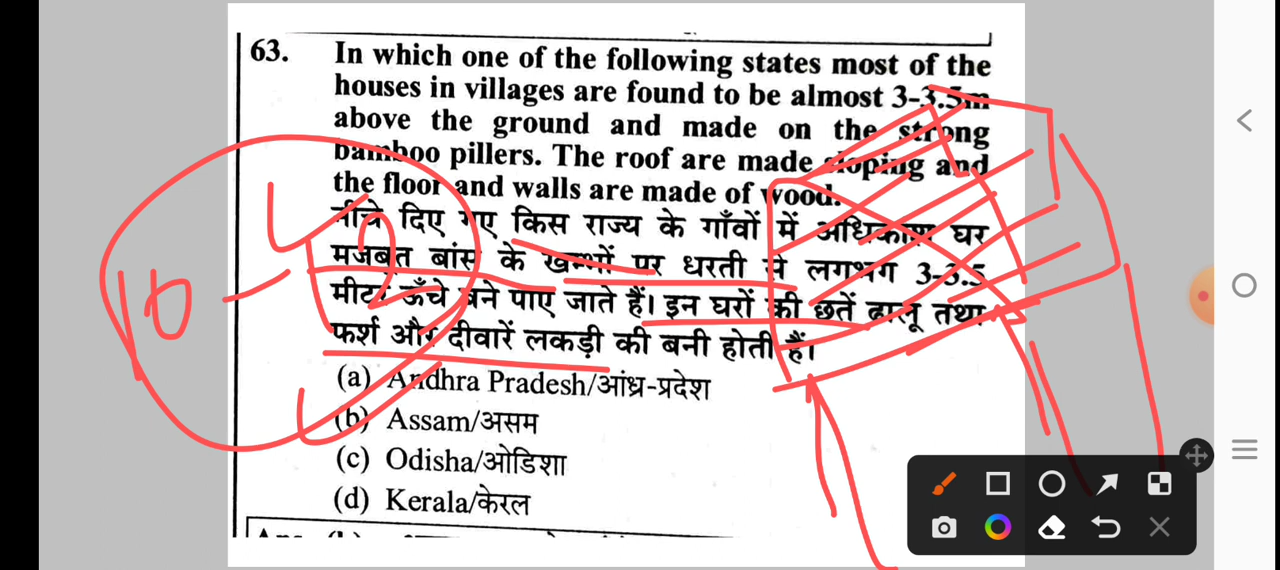 63. In which one of the following states most of the
houses in villages are found to be almost 3-3.5m
above the ground and made on the strong
bamboo pillers. The roof are made sloping and
the floor and walls are made of wood.
नीचे दिए गए किस राज्य के गाँवों में अधिकांश घर
मजबूत बांस के खम्भों पर धरती से लगभग 3-3.5
मीटर ऊँचे बने पाए जाते हैं। इन घरों की छतें ढालू तथा
फर्श और दीवारें लकड़ी की बनी होती हैं।
(a) Andhra Pradesh/आंध्र-प्रदेश
(b) Assam/असम
(c) Odisha/ओडिशा
(d) Kerala/केरल